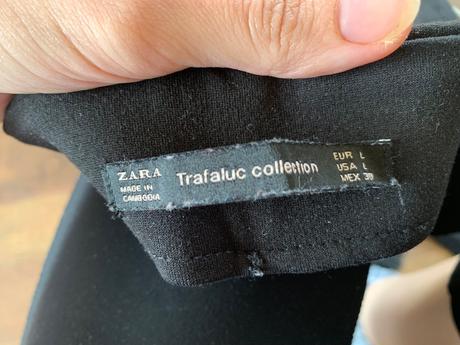 ZARA
MADE IN
CAMBODIA
Trafaluc collection
EUR L
USA L
MEX 30